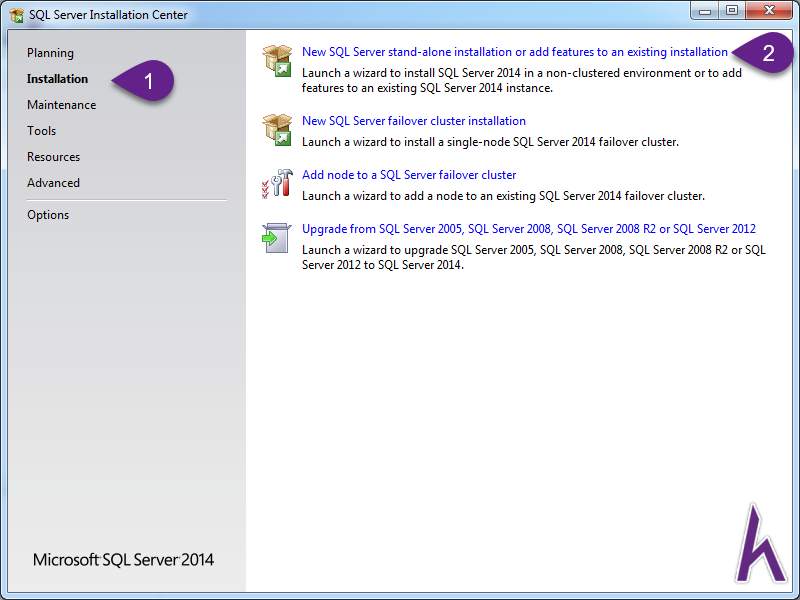 SQL Server Installation Center
Planning
Installation
Maintenance
Tools
Resources
Advanced
Options
1
New SQL Server stand-alone installation or add features to an existing installation
2
Launch a wizard to install SQL Server 2014 in a non-clustered environment or to add
features to an existing SQL Server 2014 instance.
New SQL Server failover cluster installation
Launch a wizard to install a single-node SQL Server 2014 failover cluster.
Add node to a SQL Server failover cluster
Launch a wizard to add a node to an existing SQL Server 2014 failover cluster.
Upgrade from SQL Server 2005, SQL Server 2008, SQL Server 2008 R2 or SQL Server 2012
Launch a wizard to upgrade SQL Server 2005, SQL Server 2008, SQL Server 2008 R2 or SQL
Server 2012 to SQL Server 2014.
Microsoft SQL Server 2014
h